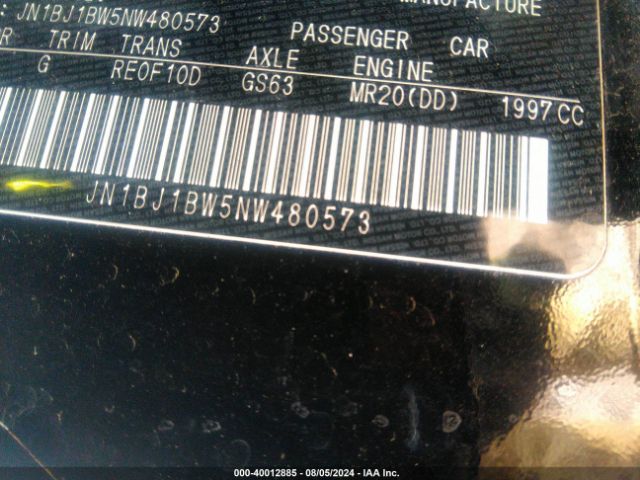 MANUFACTURE
: JN1BJ1BW5NW480573
PASSENGER CAR
TRIM TRANS AXLE ENGINE
G RE0F10D GS63 MR20(DD) 1997CC
JN1BJ1BW5NW480573
000-40012885 - 08/05/2024 - IAA Inc.